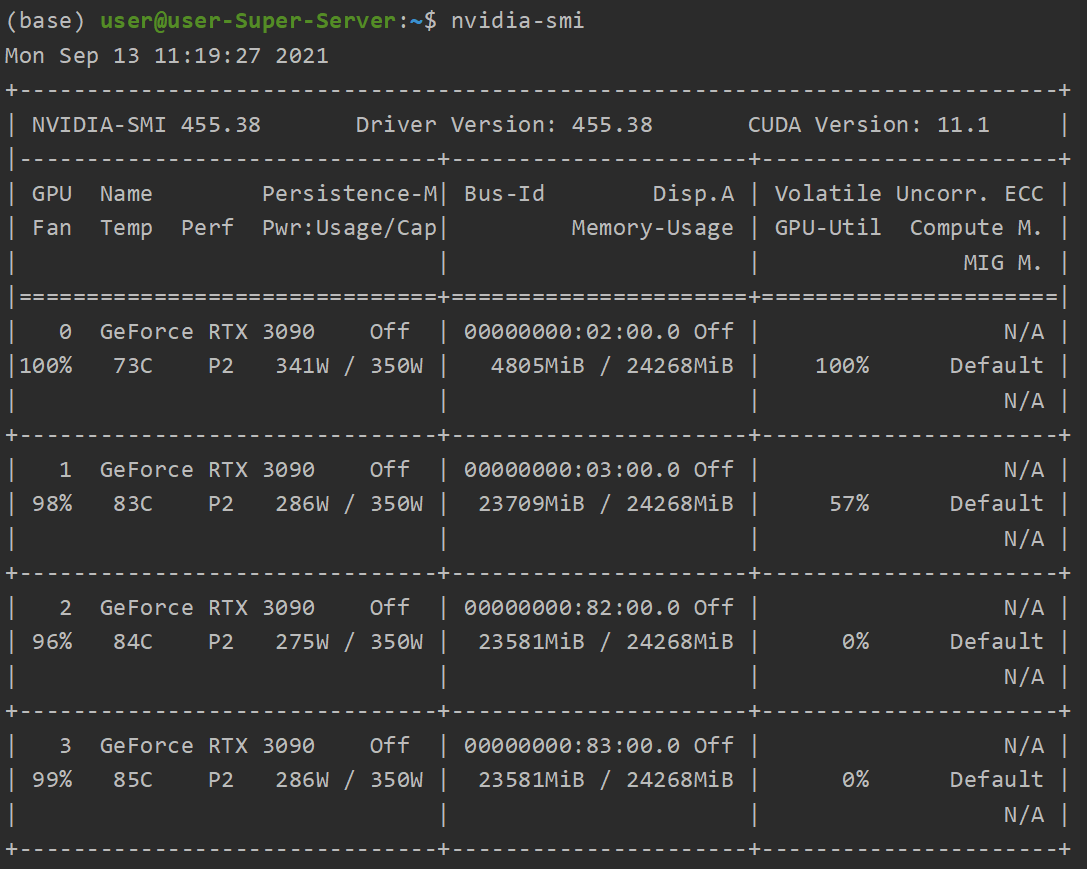 (base) user@user-Super-Server:~$ nvidia-smi
Mon Sep 13 11:19:27 2021
+-----------------------------------------------------------------------------+
| NVIDIA-SMI 455.38       Driver Version: 455.38       CUDA Version: 11.1     |
|-------------------------------+----------------------+----------------------+
| GPU  Name        Persistence-M| Bus-Id        Disp.A | Volatile Uncorr. ECC |
| Fan  Temp  Perf  Pwr:Usage/Cap|         Memory-Usage | GPU-Util  Compute M. |
|                               |                      |               MIG M. |
|===============================+======================+======================|
|   0  GeForce RTX 3090    Off  | 00000000:02:00.0 Off |                  N/A |
|100%   73C    P2   341W / 350W |   4805MiB / 24268MiB |    100%      Default |
|                               |                      |                  N/A |
+-------------------------------+----------------------+----------------------+
|   1  GeForce RTX 3090    Off  | 00000000:03:00.0 Off |                  N/A |
| 98%   83C    P2   286W / 350W |  23709MiB / 24268MiB |     57%      Default |
|                               |                      |                  N/A |
+-------------------------------+----------------------+----------------------+
|   2  GeForce RTX 3090    Off  | 00000000:82:00.0 Off |                  N/A |
| 96%   84C    P2   275W / 350W |  23581MiB / 24268MiB |      0%      Default |
|                               |                      |                  N/A |
+-------------------------------+----------------------+----------------------+
|   3  GeForce RTX 3090    Off  | 00000000:83:00.0 Off |                  N/A |
| 99%   85C    P2   286W / 350W |  23581MiB / 24268MiB |      0%      Default |
|                               |                      |                  N/A |
+-------------------------------+----------------------+----------------------+